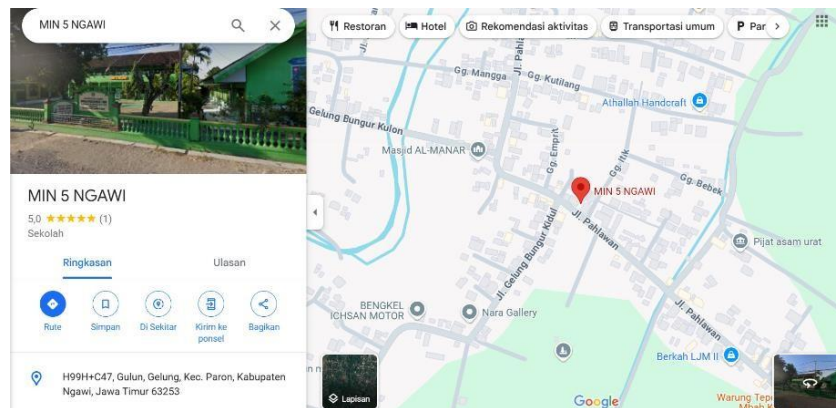 MIN 5 NGAWI
Restoran
Hotel
Rekomendasi aktivitas
Transportasi umum
P Par
MIN 5 NGAWI
5,0 ★★★★★ (1)
Sekolah
Ringkasan
Ulasan
Rute
Simpan
Di Sekitar
Kirim ke
ponsel
Bagikan
H99H+C47, Gulun, Gelung, Kec. Paron, Kabupaten
Ngawi, Jawa Timur 63253
Jl. Pahla
Gg. Mangga
Gg. Kutilang
Athallah Handcraft
Gelung Bungur Kulon
Masjid AL-MANAR
Gg. Emprit
Gg. Itik
Gg. Bebek
MIN 5 NGAWI
Jl. Pahlawan
Jl. Gelung Bungur Kidul
Pijat asam urat
BENGKEL
ICHSAN MOTOR
Nara Gallery
Jl. Pahlawan
Berkah LJM II
Lapisan
Google
Warung Tep